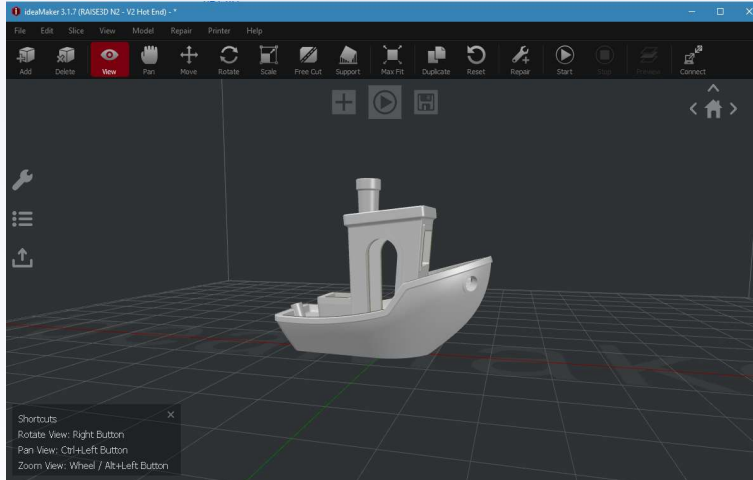 ideaMaker 3.1.7 (RAISE3D N2 - V2 Hot End) - *
File Edit Slice View Model Repair Printer Help
Add Delete View Pan Move Rotate Scale Free Cut Support Max Fit Duplicate Reset Repair Start Stop Preview Connect
Shortcuts
Rotate View: Right Button
Pan View: Ctrl+Left Button
Zoom View: Wheel / Alt+Left Button